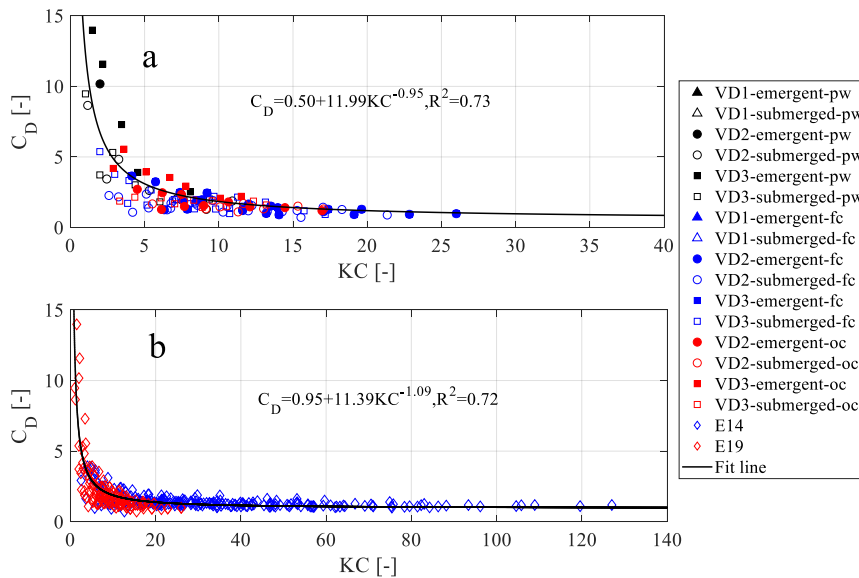 15
10
5
0
C_D [-]
a
C_D=0.50+11.99KC^-0.95,R^2=0.73
0 5 10 15 20 25 30 35 40
KC [-]
15
10
5
0
C_D [-]
b
C_D=0.95+11.39KC^-1.09,R^2=0.72
0 20 40 60 80 100 120 140
KC [-]
VD1-emergent-pw
VD1-submerged-pw
VD2-emergent-pw
VD2-submerged-pw
VD3-emergent-pw
VD3-submerged-pw
VD1-emergent-fc
VD1-submerged-fc
VD2-emergent-fc
VD2-submerged-fc
VD3-emergent-fc
VD3-submerged-fc
VD2-emergent-oc
VD2-submerged-oc
VD3-emergent-oc
VD3-submerged-oc
E14
E19
Fit line